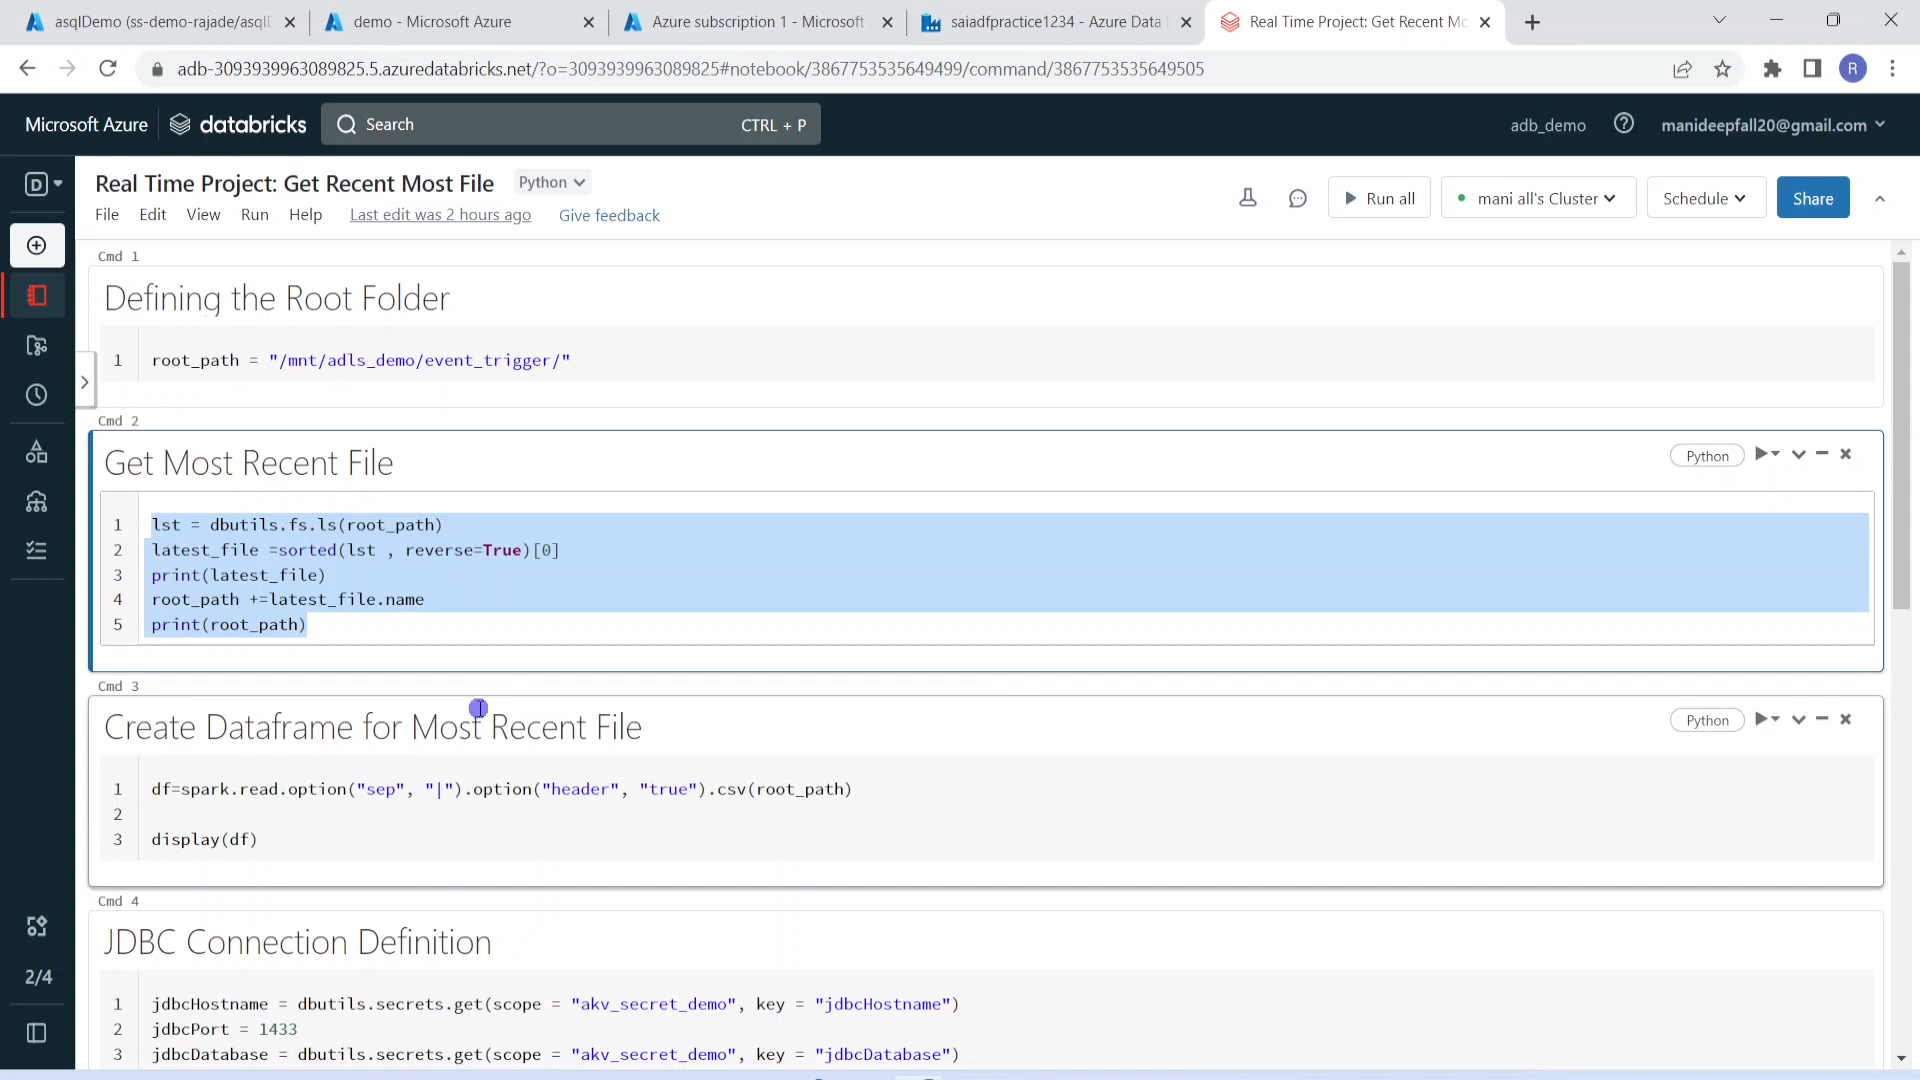 asqlDemo (ss-demo-rajade/asql
demo - Microsoft Azure
Azure subscription 1 - Microsoft
saiadfpractice1234 - Azure Data
Real Time Project: Get Recent Mo
adb-3093939963089825.5.azuredatabricks.net/?o=3093939963089825#notebook/3867753535649499/command/3867753535649505
R
Microsoft Azure
databricks
Search
CTRL + P
adb_demo
manideepfall20@gmail.com
D
Real Time Project: Get Recent Most File
Python
File Edit View Run Help Last edit was 2 hours ago Give feedback
Run all
mani all's Cluster
Schedule
Share
Cmd 1
Defining the Root Folder
1 root_path = "/mnt/adls_demo/event_trigger/"
Cmd 2
Get Most Recent File
Python
1 lst = dbutils.fs.ls(root_path)
2 latest_file =sorted(lst , reverse=True)[0]
3 print(latest_file)
4 root_path +=latest_file.name
5 print(root_path)
Cmd 3
Create Dataframe for Most Recent File
Python
1 df=spark.read.option("sep", "|").option("header", "true").csv(root_path)
2
3 display(df)
Cmd 4
JDBC Connection Definition
1 jdbcHostname = dbutils.secrets.get(scope = "akv_secret_demo", key = "jdbcHostname")
2 jdbcPort = 1433
3 jdbcDatabase = dbutils.secrets.get(scope = "akv_secret_demo", key = "jdbcDatabase")
2/4